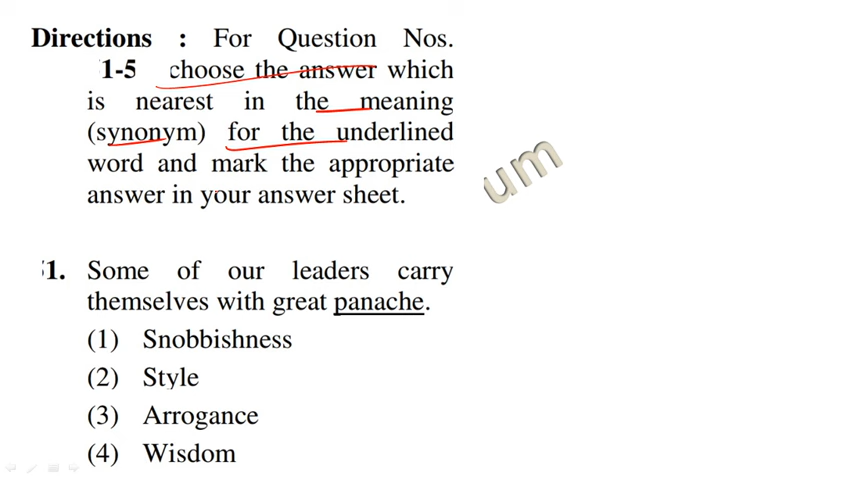 Directions : For Question Nos.
1-5 choose the answer which
is nearest in the meaning
(synonym) for the underlined
word and mark the appropriate
answer in your answer sheet.
um
1. Some of our leaders carry
themselves with great panache.
(1) Snobbishness
(2) Style
(3) Arrogance
(4) Wisdom